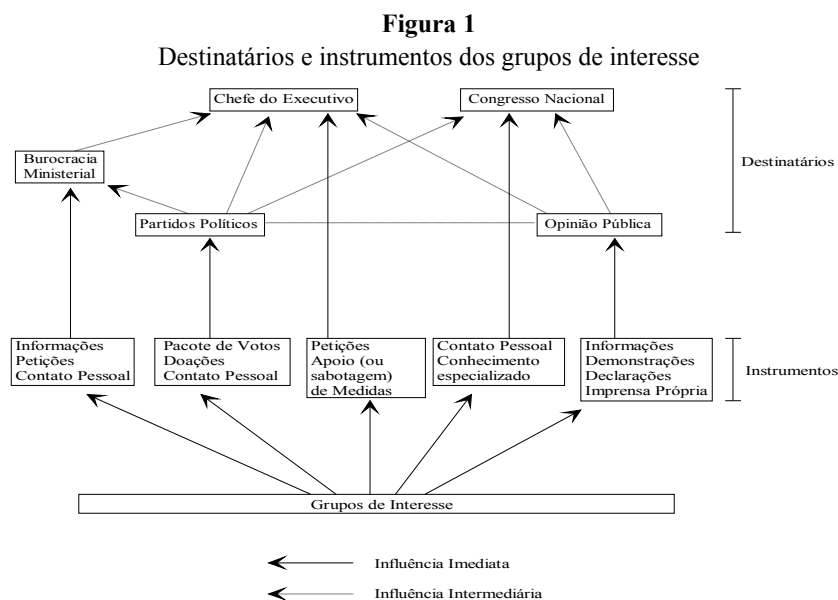 Figura 1
Destinatários e instrumentos dos grupos de interesse
Chefe do Executivo
Congresso Nacional
Burocracia
Ministerial
Destinatários
Partidos Políticos
Opinião Pública
Informações
Petições
Contato Pessoal
Pacote de Votos
Doações
Contato Pessoal
Petições
Apoio (ou
sabotagem)
de Medidas
Contato Pessoal
Conhecimento
especializado
Informações
Demonstrações
Declarações
Imprensa Própria
Instrumentos
Grupos de Interesse
Influência Imediata
Influência Intermediária